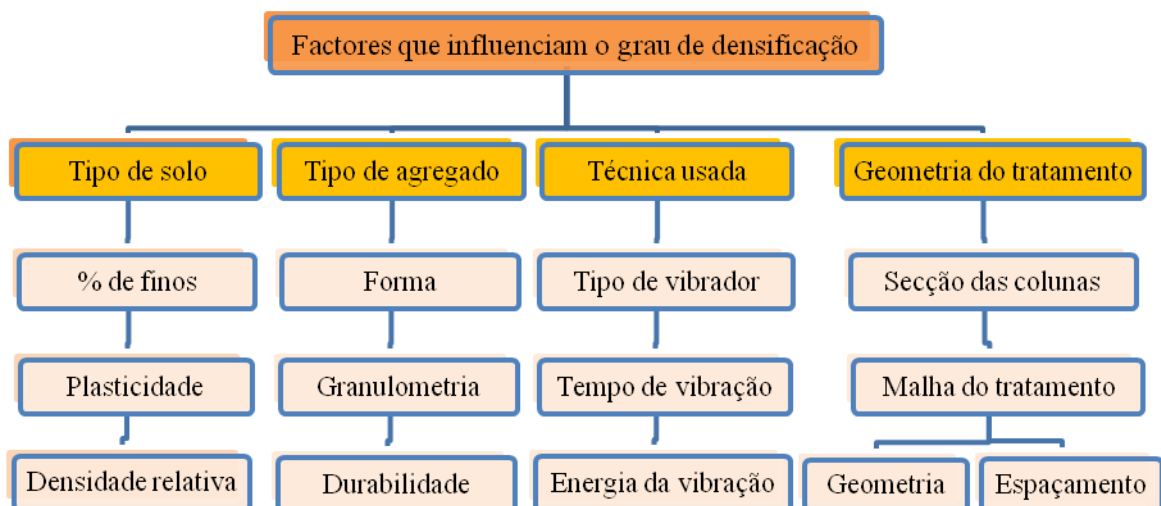 Factores que influenciam o grau de densificação
Tipo de solo
Tipo de agregado
Técnica usada
Geometria do tratamento
% de finos
Forma
Tipo de vibrador
Secção das colunas
Plasticidade
Granulometria
Tempo de vibração
Malha do tratamento
Densidade relativa
Durabilidade
Energia da vibração
Geometria
Espaçamento